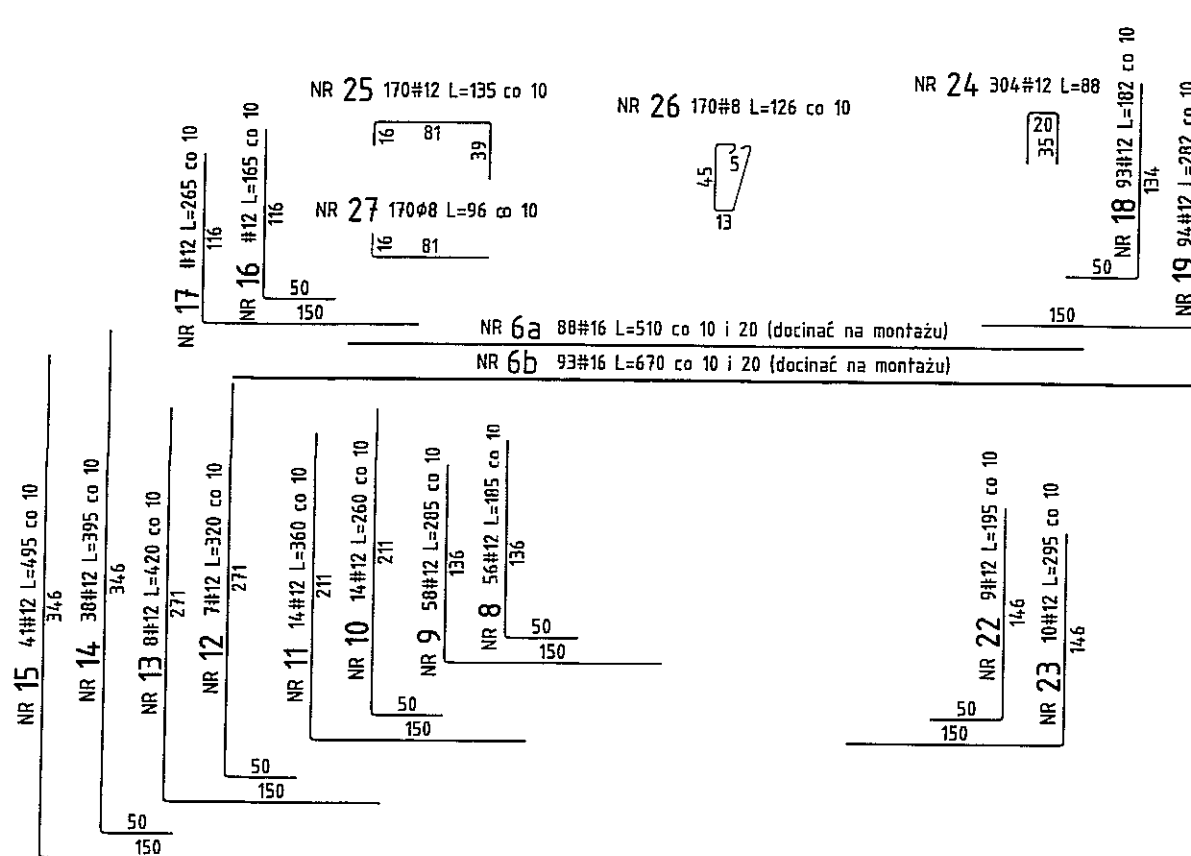 NR 25 170#12 L=135 co 10
16
81
39
NR 26 170#8 L=126 co 10
45
5
13
NR 24 304#12 L=88
20
35
NR 18 93#12 L=182 co 10
134
50
NR 19 94#12 L=282 co 10
150
NR 17 #12 L=265 co 10
116
150
NR 16 #12 L=165 co 10
116
50
NR 27 170ø8 L=96 co 10
16
81
NR 6a 88#16 L=510 co 10 i 20 (docinać na montażu)
NR 6b 93#16 L=670 co 10 i 20 (docinać na montażu)
NR 15 41#12 L=495 co 10
346
150
NR 14 38#12 L=395 co 10
346
50
NR 13 8#12 L=420 co 10
271
150
NR 12 7#12 L=320 co 10
271
50
NR 11 14#12 L=360 co 10
211
150
NR 10 14#12 L=260 co 10
211
50
NR 9 58#12 L=285 co 10
136
150
NR 8 56#12 L=185 co 10
136
50
NR 22 9#12 L=195 co 10
146
50
NR 23 10#12 L=295 co 10
146
150